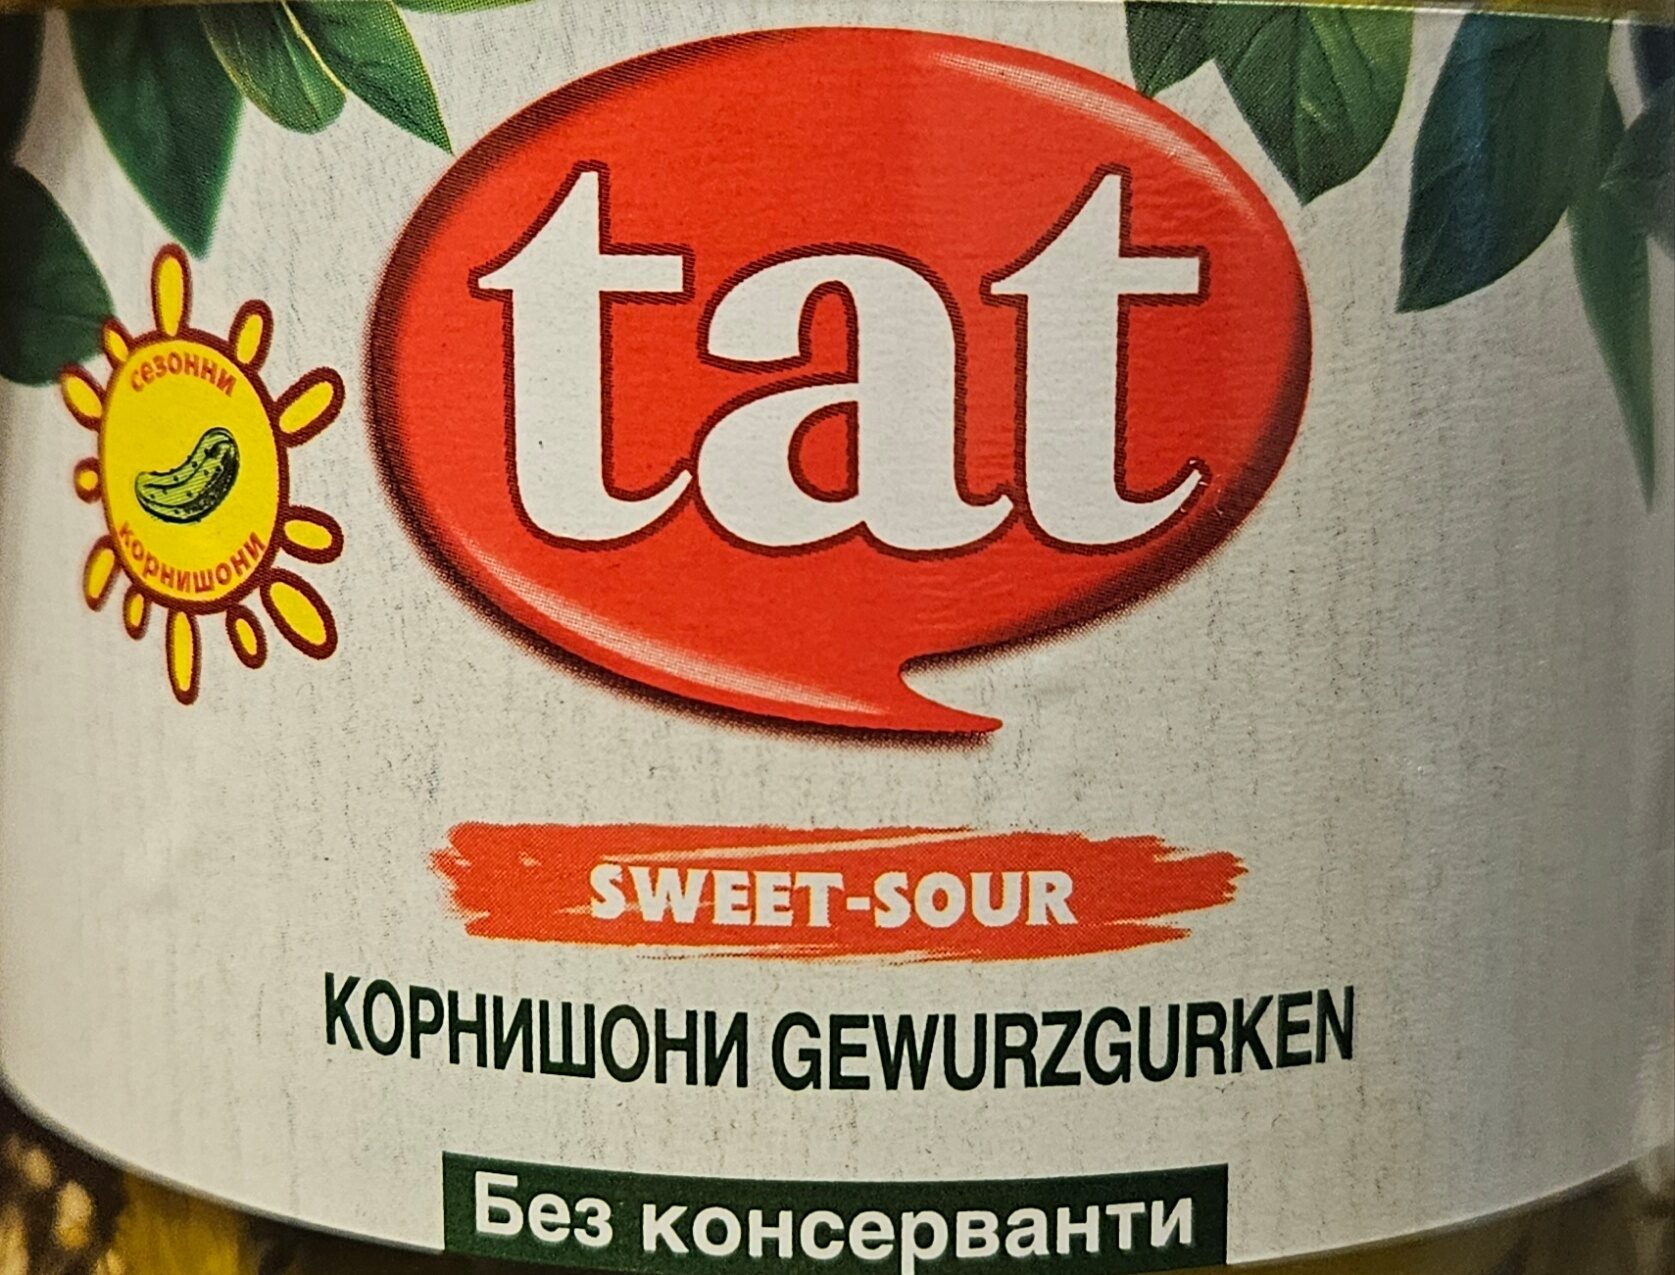 tat
сезонни
корнишони
SWEET-SOUR
КОРНИШОНИ GEWURZGURKEN
Без консерванти